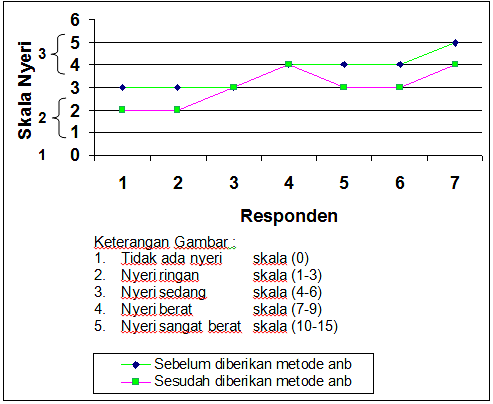 6
5
4
3
2
1
0
3
2
1
Skala Nyeri
1 2 3 4 5 6 7
Responden
Keterangan Gambar :
1. Tidak ada nyeri skala (0)
2. Nyeri ringan skala (1-3)
3. Nyeri sedang skala (4-6)
4. Nyeri berat skala (7-9)
5. Nyeri sangat berat skala (10-15)
Sebelum diberikan metode anb
Sesudah diberikan metode anb